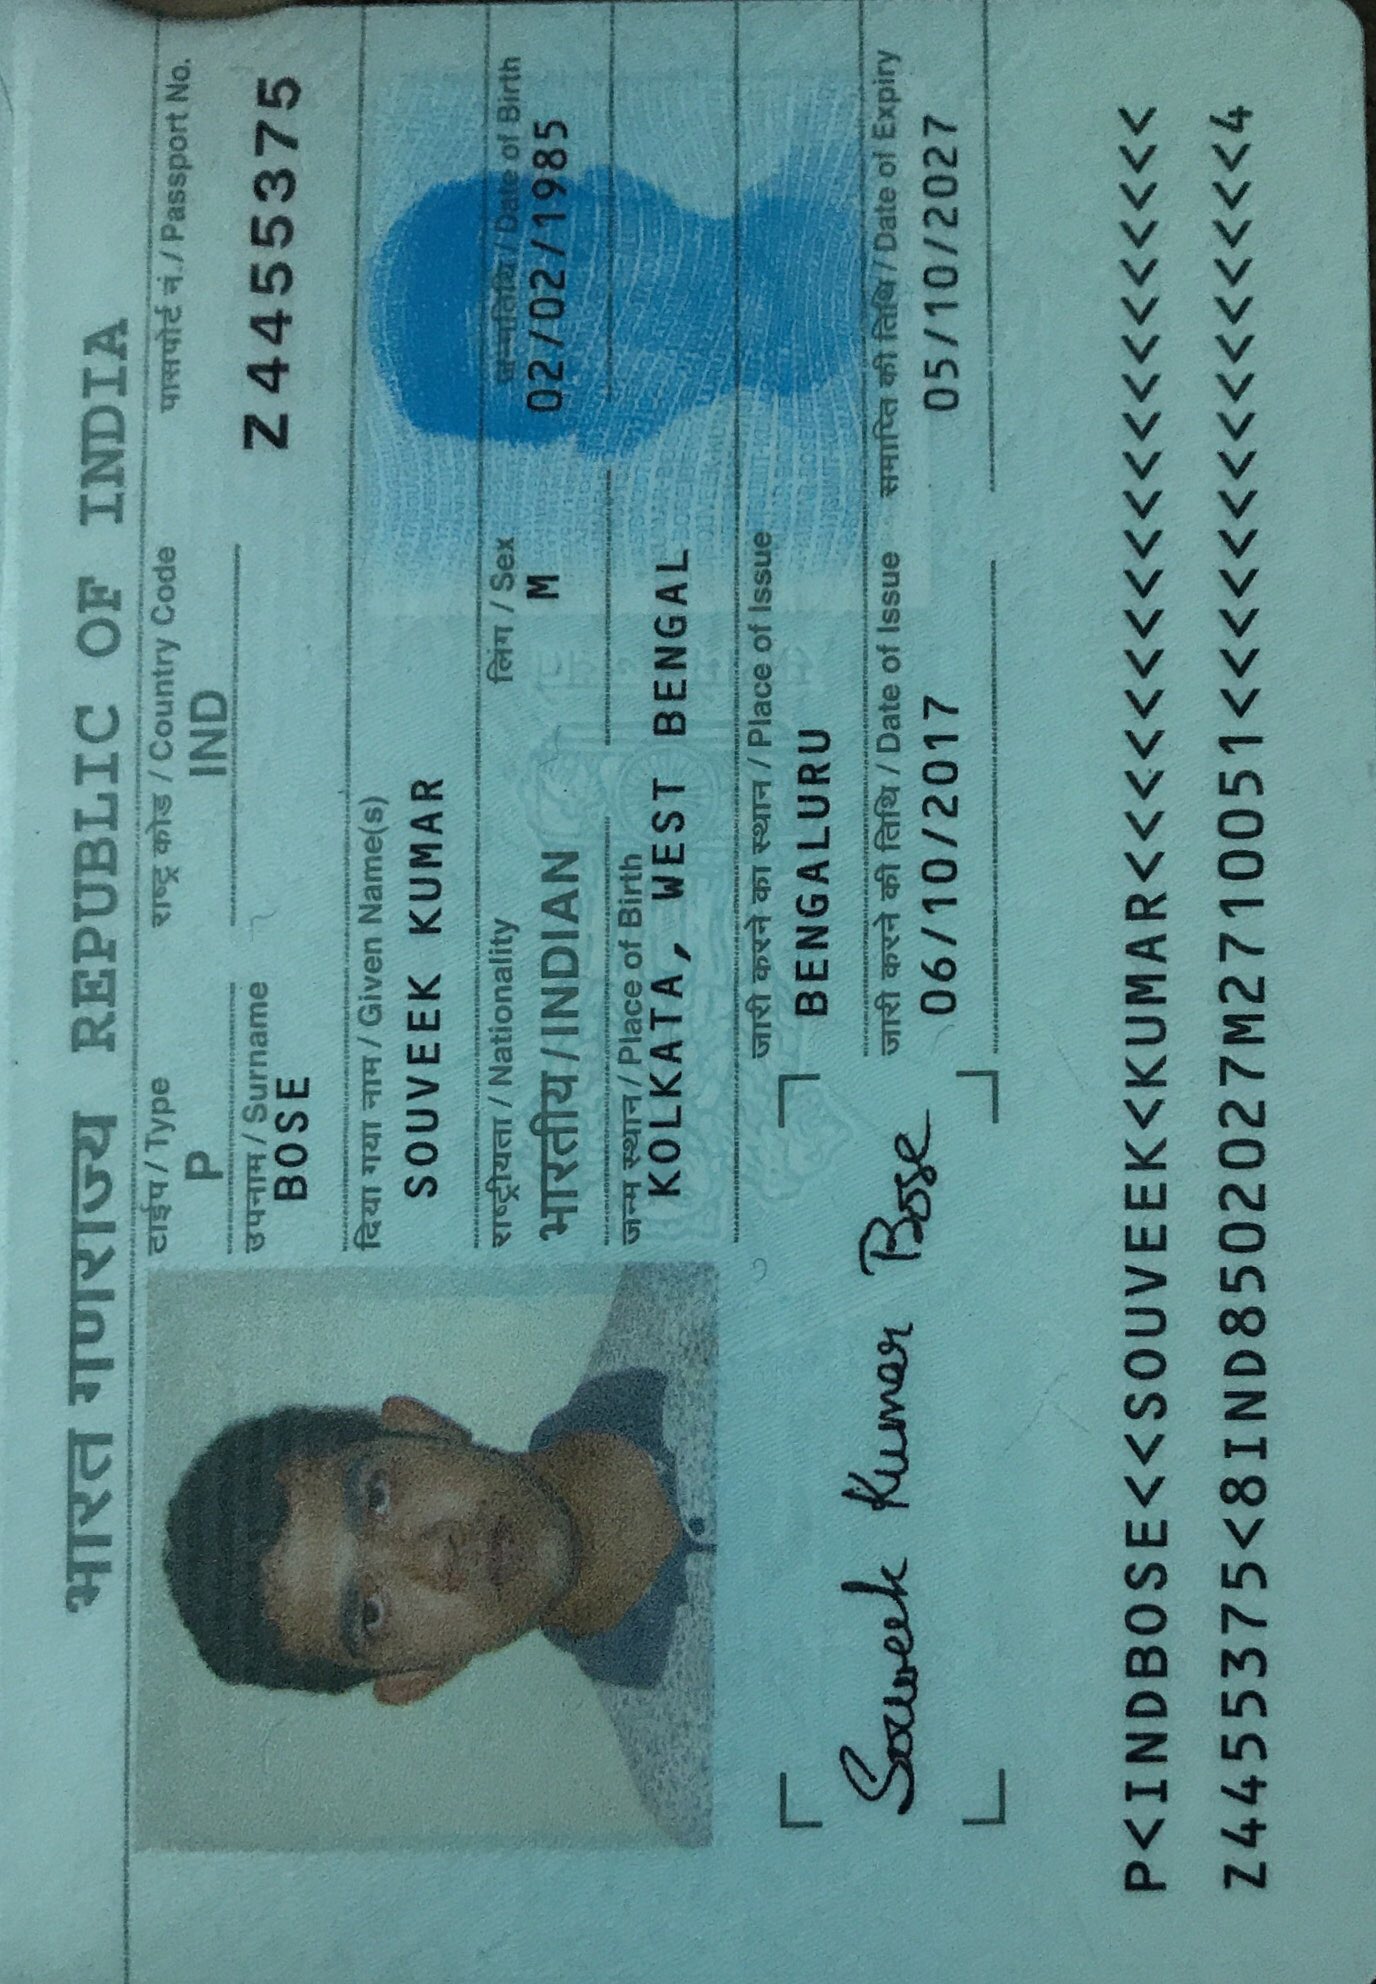 भारत गणराज्य REPUBLIC OF INDIA
टाईप / Type राष्ट्र कोड / Country Code पासपोर्ट नं. / Passport No.
P IND Z4455375
उपनाम / Surname
BOSE
दिया गया नाम / Given Name(s)
SOUVEEK KUMAR
राष्ट्रीयता / Nationality लिंग / Sex जन्मतिथि / Date of Birth
भारतीय / INDIAN M 02/02/1985
जन्म स्थान / Place of Birth
KOLKATA, WEST BENGAL
जारी करने का स्थान / Place of Issue
BENGALURU
जारी करने की तिथि / Date of Issue समाप्ति की तिथि / Date of Expiry
06/10/2017 05/10/2027
Souveek Kumar Bose
P<INDBOSE<<SOUVEEK<KUMAR<<<<<<<<<<<<<<<<<<<<
Z4455375<8IND8502027M2710051<<<<<<<<<<<<<<<4